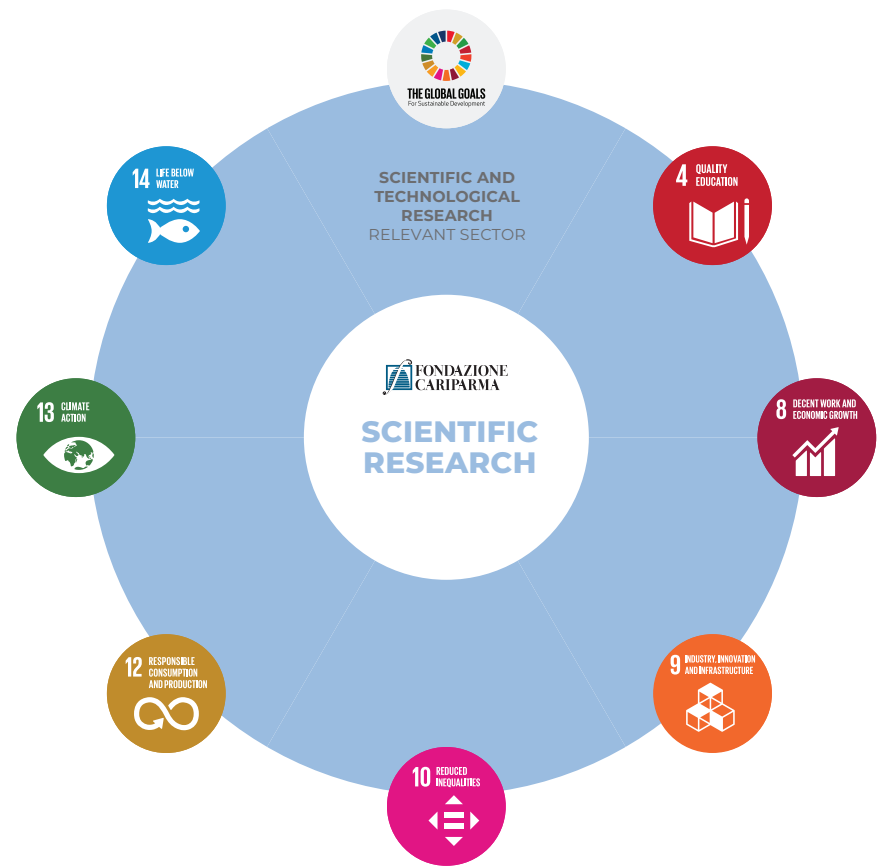 THE GLOBAL GOALS
For Sustainable Development
SCIENTIFIC AND
TECHNOLOGICAL
RESEARCH
RELEVANT SECTOR
14 LIFE BELOW
WATER
4 QUALITY
EDUCATION
FONDAZIONE
CARIPARMA
SCIENTIFIC
RESEARCH
13 CLIMATE
ACTION
8 DECENT WORK AND
ECONOMIC GROWTH
12 RESPONSIBLE
CONSUMPTION
AND PRODUCTION
9 INDUSTRY, INNOVATION
AND INFRASTRUCTURE
10 REDUCED
INEQUALITIES